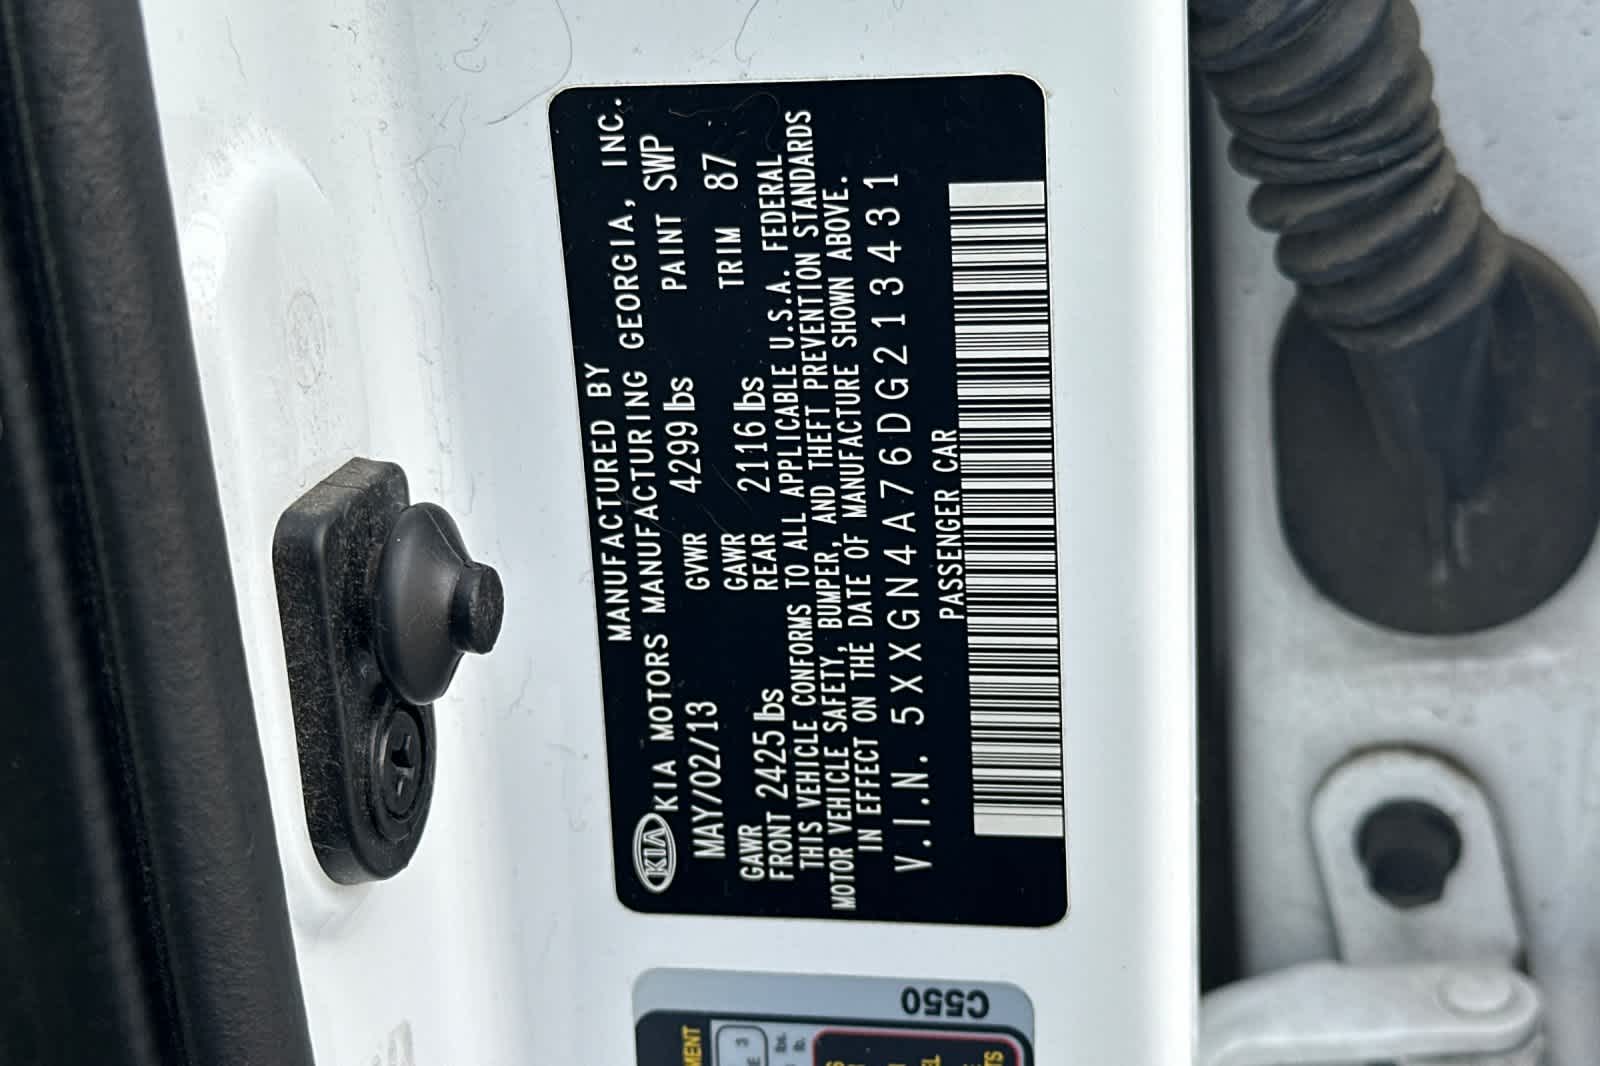 MANUFACTURED BY
KIA KIA MOTORS MANUFACTURING GEORGIA, INC.
MAY/02/13 GVWR 4299 lbs PAINT SWP
GAWR FRONT 2425 lbs GAWR REAR 2116 lbs TRIM 87
THIS VEHICLE CONFORMS TO ALL APPLICABLE U.S.A. FEDERAL
MOTOR VEHICLE SAFETY, BUMPER, AND THEFT PREVENTION STANDARDS
IN EFFECT ON THE DATE OF MANUFACTURE SHOWN ABOVE.
V.I.N. 5XXGN4A76DG213431
PASSENGER CAR
C550